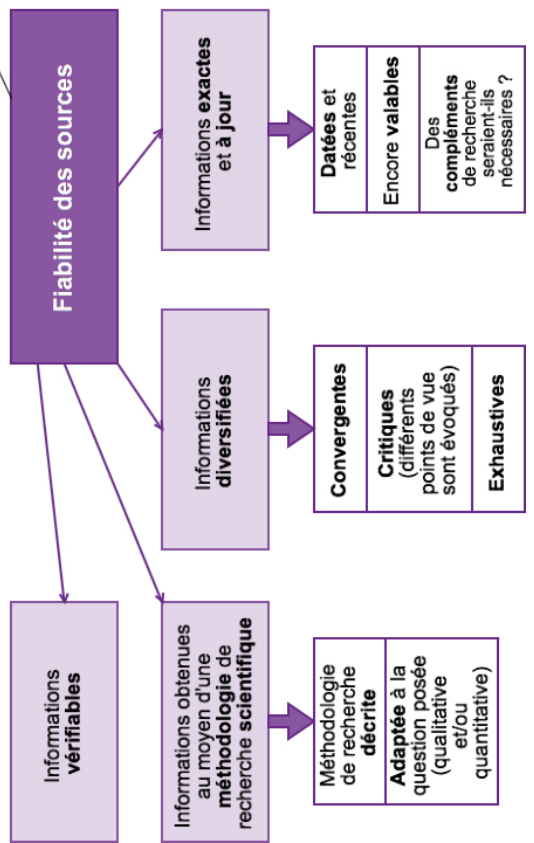 Fiabilité des sources
Informations
vérifiables
Informations obtenues
au moyen d'une
méthodologie de
recherche scientifique
Méthodologie
de recherche
décrite
Adaptée à la
question posée
(qualitative
et/ou
quantitative)
Informations
diversifiées
Convergentes
Critiques
(différents
points de vue
sont évoqués)
Exhaustives
Informations exactes
et à jour
Datées et
récentes
Encore valables
Des
compléments
de recherche
seraient-ils
nécessaires ?